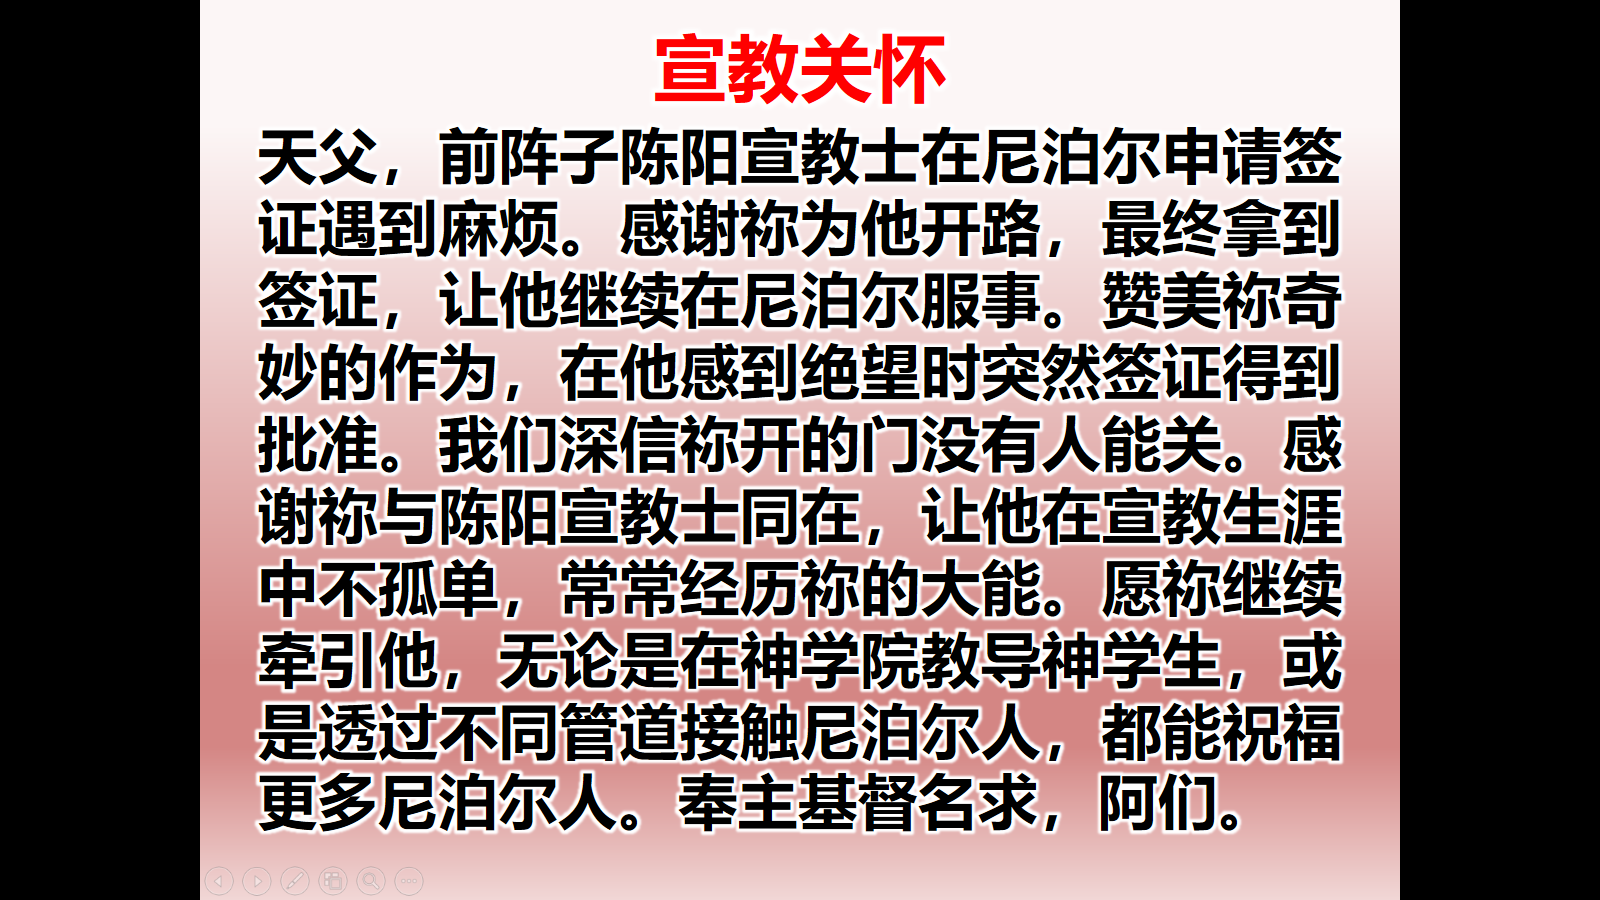 宣教关怀
天父，前阵子陈阳宣教士在尼泊尔申请签
证遇到麻烦。感谢祢为他开路，最终拿到
签证，让他继续在尼泊尔服事。赞美祢奇
妙的作为，在他感到绝望时突然签证得到
批准。我们深信祢开的门没有人能关。感
谢祢与陈阳宣教士同在，让他在宣教生涯
中不孤单，常常经历祢的大能。愿祢继续
牵引他，无论是在神学院教导神学生，或
是透过不同管道接触尼泊尔人，都能祝福
更多尼泊尔人。奉主基督名求，阿们。